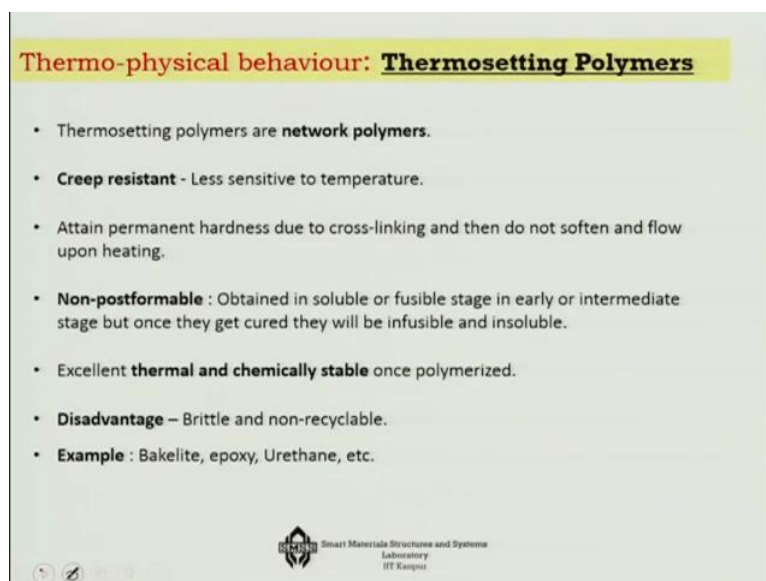 Thermo-physical behaviour: Thermosetting Polymers
• Thermosetting polymers are network polymers.
• Creep resistant - Less sensitive to temperature.
• Attain permanent hardness due to cross-linking and then do not soften and flow
upon heating.
• Non-postformable : Obtained in soluble or fusible stage in early or intermediate
stage but once they get cured they will be infusible and insoluble.
• Excellent thermal and chemically stable once polymerized.
• Disadvantage – Brittle and non-recyclable.
• Example : Bakelite, epoxy, Urethane, etc.
Smart Materials Structures and Systems
Laboratory
IIT Kanpur